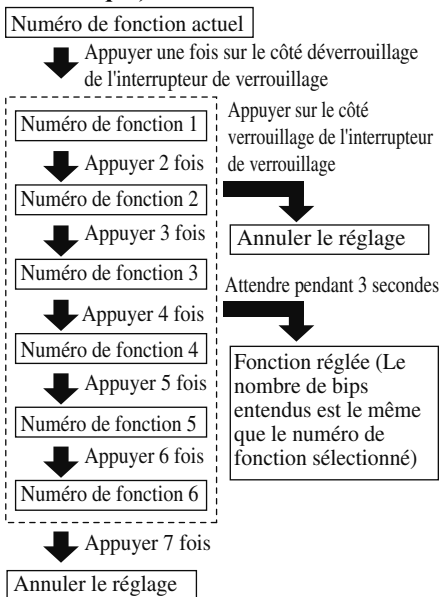 Numéro de fonction actuel
Appuyer une fois sur le côté déverrouillage
de l'interrupteur de verrouillage
Numéro de fonction 1
Appuyer 2 fois
Numéro de fonction 2
Appuyer 3 fois
Numéro de fonction 3
Appuyer 4 fois
Numéro de fonction 4
Appuyer 5 fois
Numéro de fonction 5
Appuyer 6 fois
Numéro de fonction 6
Appuyer 7 fois
Annuler le réglage
Appuyer sur le côté
verrouillage de l'interrupteur
de verrouillage
Annuler le réglage
Attendre pendant 3 secondes
Fonction réglée (Le
nombre de bips
entendus est le même
que le numéro de
fonction sélectionné)